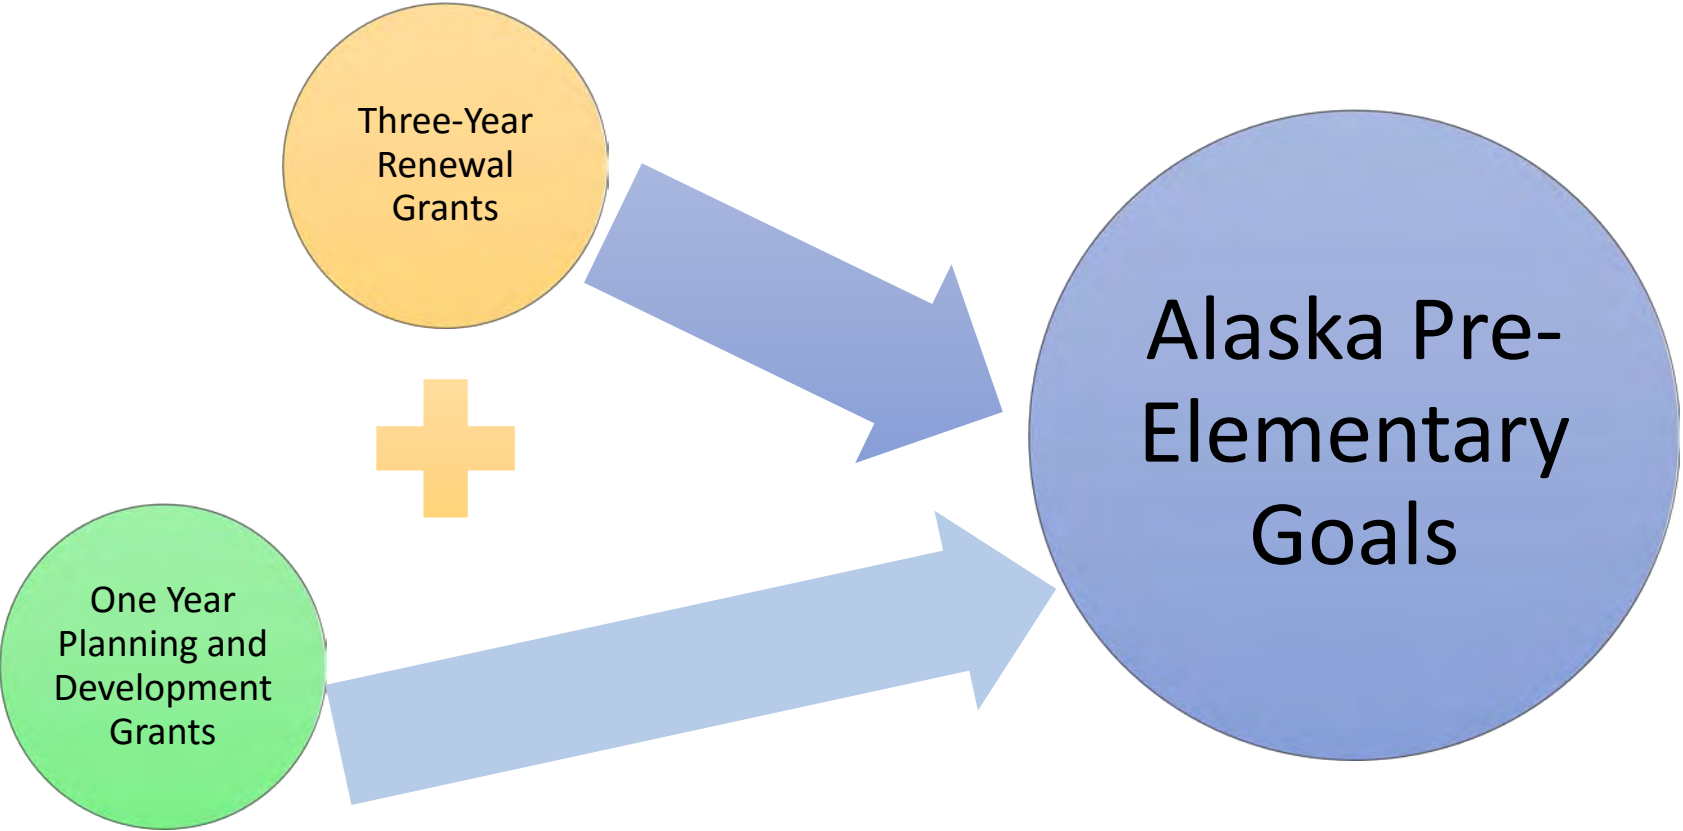 Three-Year
Renewal
Grants
Alaska Pre-
Elementary
Goals
One Year
Planning and
Development
Grants